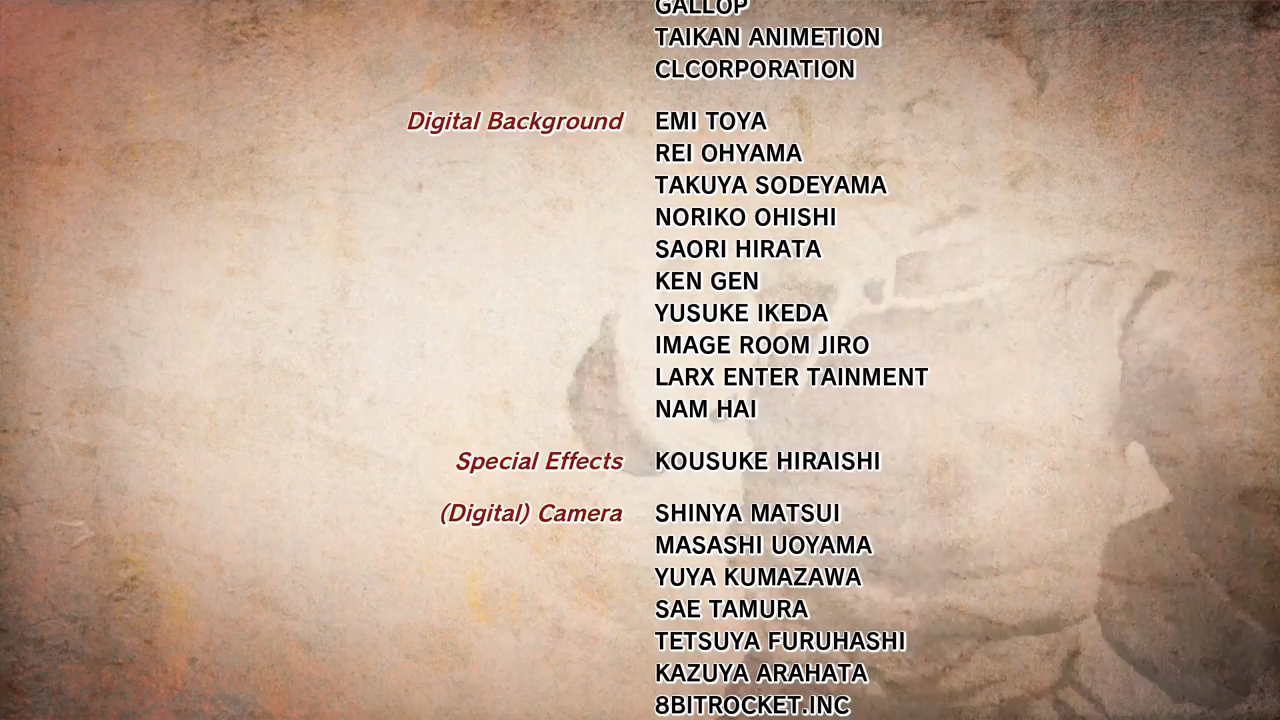 GALLOP
TAIKAN ANIMETION
CLCORPORATION
Digital Background EMI TOYA
REI OHYAMA
TAKUYA SODEYAMA
NORIKO OHISHI
SAORI HIRATA
KEN GEN
YUSUKE IKEDA
IMAGE ROOM JIRO
LARX ENTER TAINMENT
NAM HAI
Special Effects KOUSUKE HIRAISHI
(Digital) Camera SHINYA MATSUI
MASASHI UOYAMA
YUYA KUMAZAWA
SAE TAMURA
TETSUYA FURUHASHI
KAZUYA ARAHATA
8BITROCKET.INC